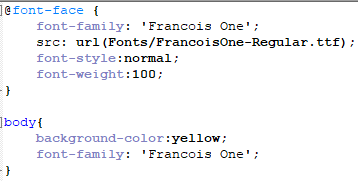 @font-face {
font-family: 'Francois One';
src: url(Fonts/FrancoisOne-Regular.ttf);
font-style:normal;
font-weight:100;
}
body{
background-color:yellow;
font-family: 'Francois One';
}